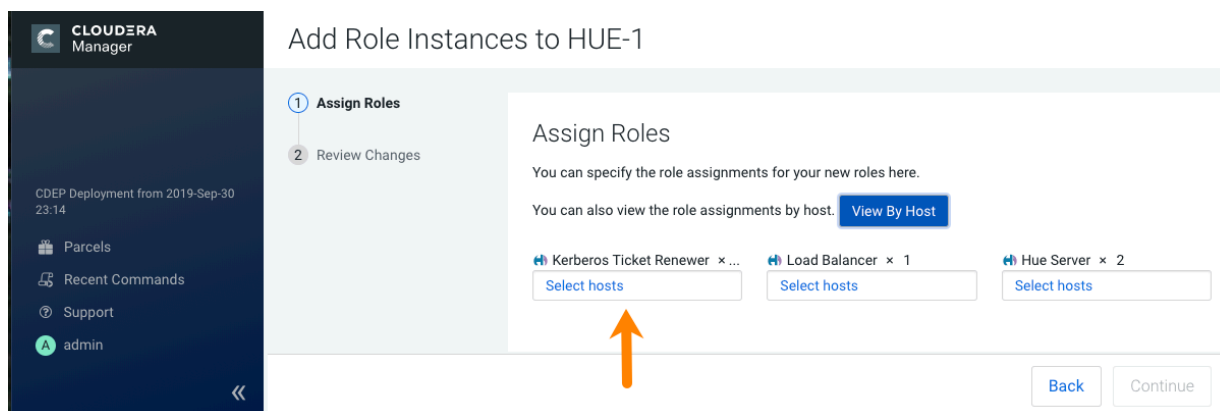 CLOUDERA
Manager
CDEP Deployment from 2019-Sep-30
23:14
Parcels
Recent Commands
Support
A admin
Add Role Instances to HUE-1
1 Assign Roles
2 Review Changes
Assign Roles
You can specify the role assignments for your new roles here.
You can also view the role assignments by host. View By Host
Kerberos Ticket Renewer × ...
Select hosts
Load Balancer × 1
Select hosts
Hue Server × 2
Select hosts
Back
Continue